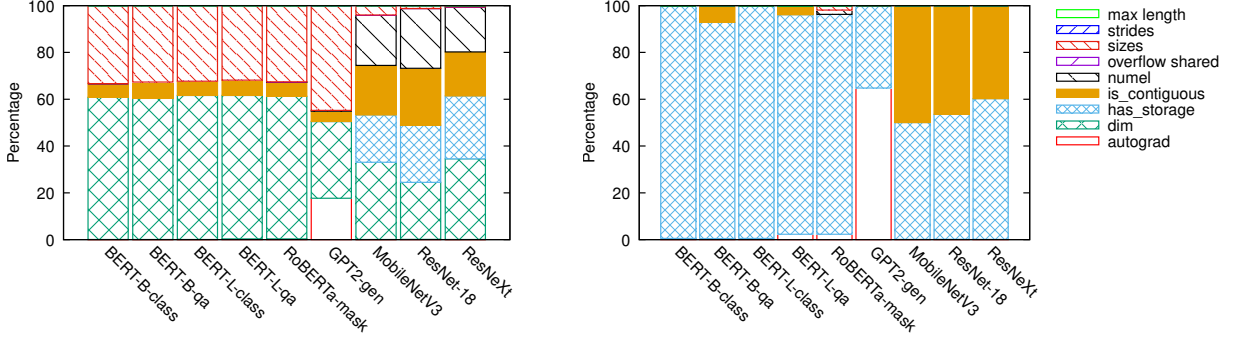 100
80
60
40
20
0
Percentage
BERT-B-class
BERT-B-qa
BERT-L-class
BERT-L-qa
RoBERTa-mask
GPT2-gen
MobileNetV3
ResNet-18
ResNeXt
100
80
60
40
20
0
Percentage
BERT-B-class
BERT-B-qa
BERT-L-class
BERT-L-qa
RoBERTa-mask
GPT2-gen
MobileNetV3
ResNet-18
ResNeXt
max length
strides
sizes
overflow shared
numel
is_contiguous
has_storage
dim
autograd